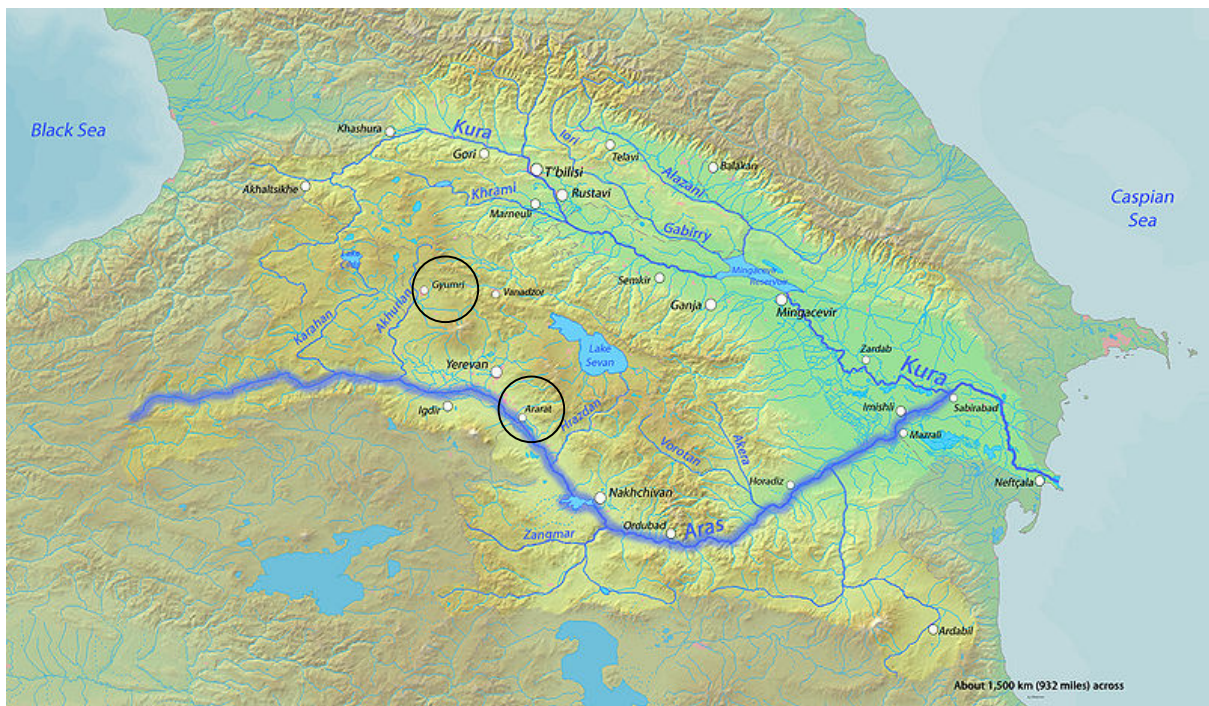 Black Sea
Khashura
Kura
Gori
Iori
Telavi
Balakan
T'bilisi
Alazani
Akhaltsikhe
Khrami
Rustavi
Marneuli
Gabirry
Caspian
Sea
Gyumri
Vanadzor
Akhurian
Karahan
Semkir
Mingacevir
Reservoir
Ganja
Mingacevir
Lake
Sevan
Zardab
Kura
Yerevan
Igdir
Ararat
Hrazdan
Imishli
Sabirabad
Mazrali
Vorotan
Akera
Horadiz
Neftçala
Nakhchivan
Ordubad
Aras
Zangmar
Ardabil
About 1,500 km (932 miles) across